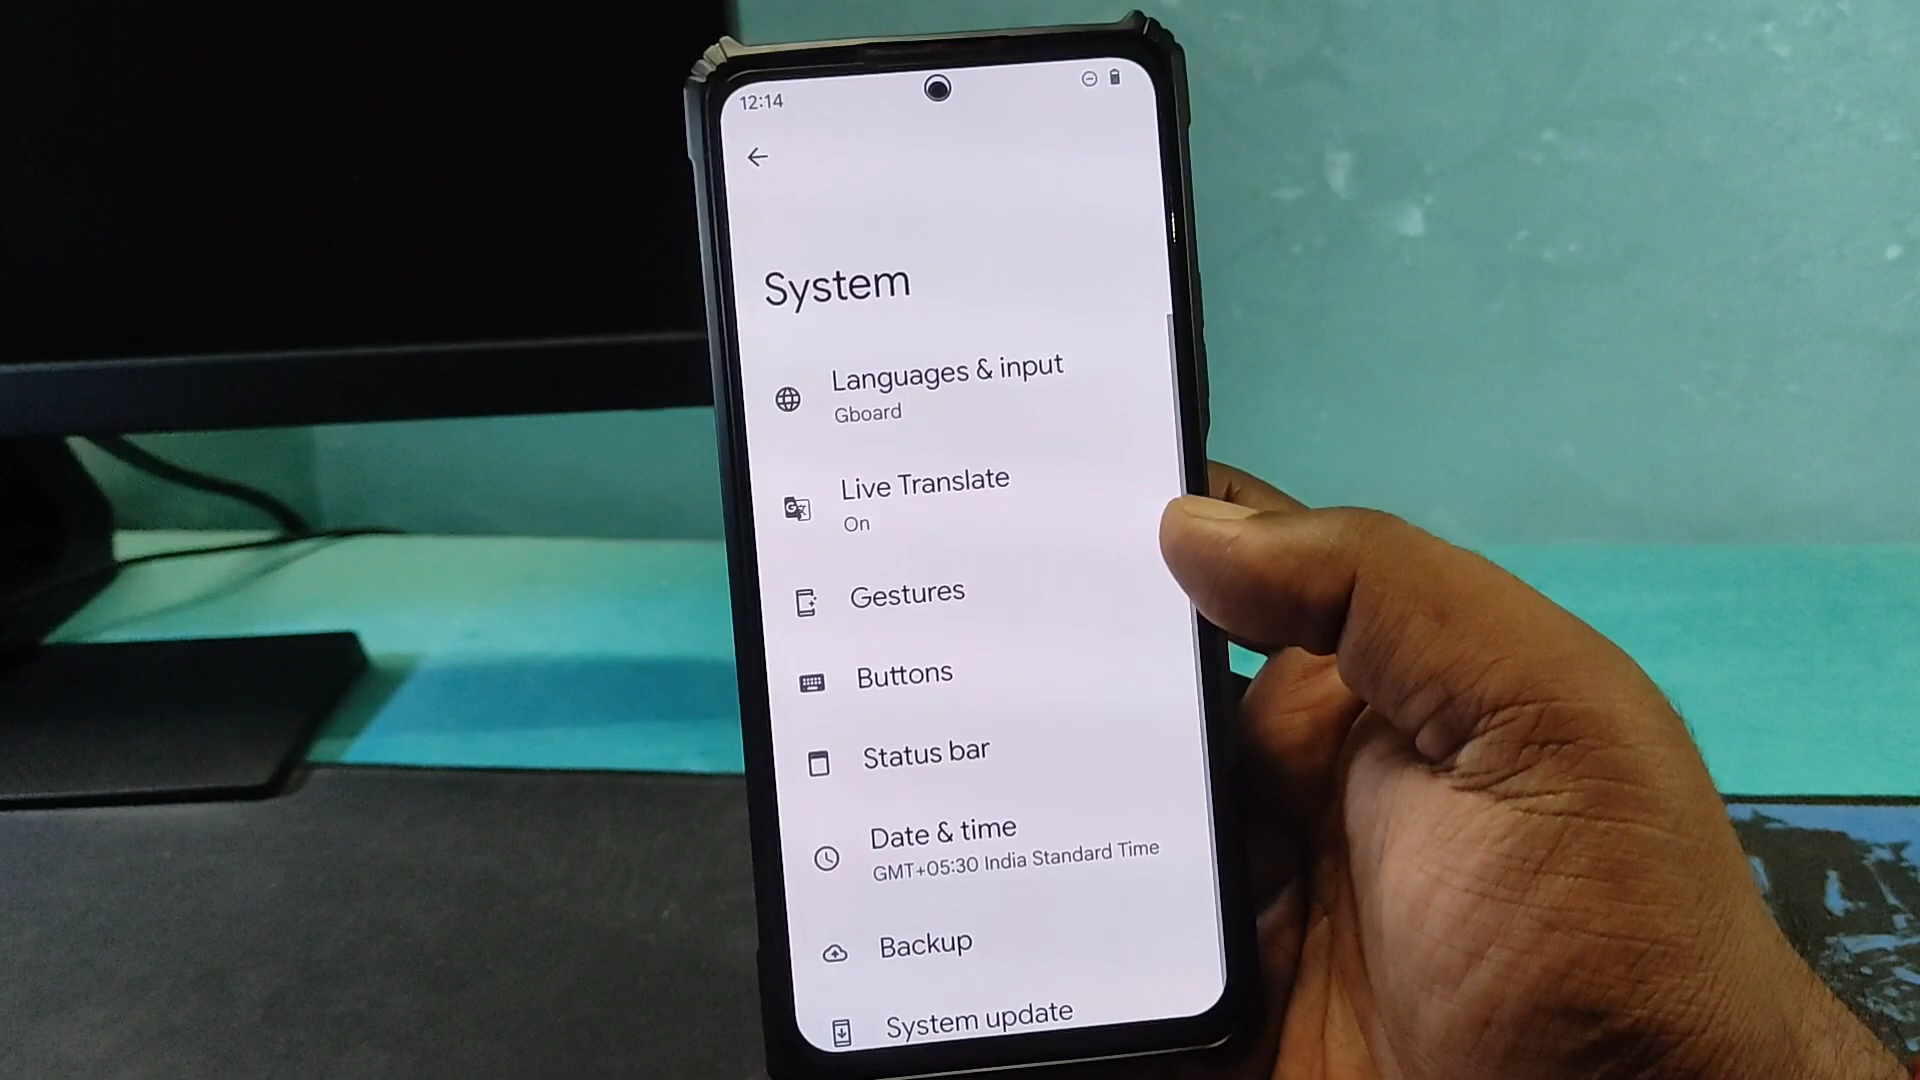 12:14
System
Languages & input
Gboard
Live Translate
On
Gestures
Buttons
Status bar
Date & time
GMT+05:30 India Standard Time
Backup
System update